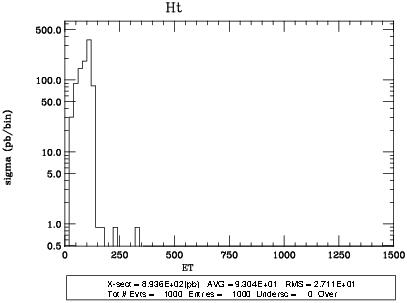 Ht
500.0
100.0
50.0
10.0
5.0
1.0
0.5
sigma (pb/bin)
0 250 500 750 1000 1250 1500
ET
X-sect = 8.936E+02(pb) AVG = 9.304E+01 RMS = 2.711E+01
Tot # Evts = 1000 Entries = 1000 Undersc = 0 Over